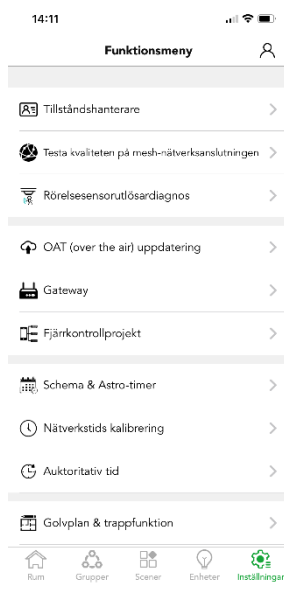 14:11
Funktionsmeny
Tillståndshanterare
Testa kvaliteten på mesh-nätverksanslutningen
Rörelsesensorutlösardiagnos
OAT (over the air) uppdatering
Gateway
Fjärrkontrollprojekt
Schema & Astro-timer
Nätverkstids kalibrering
Auktoritativ tid
Golvplan & trappfunktion
Rum Grupper Scener Enheter Inställningar